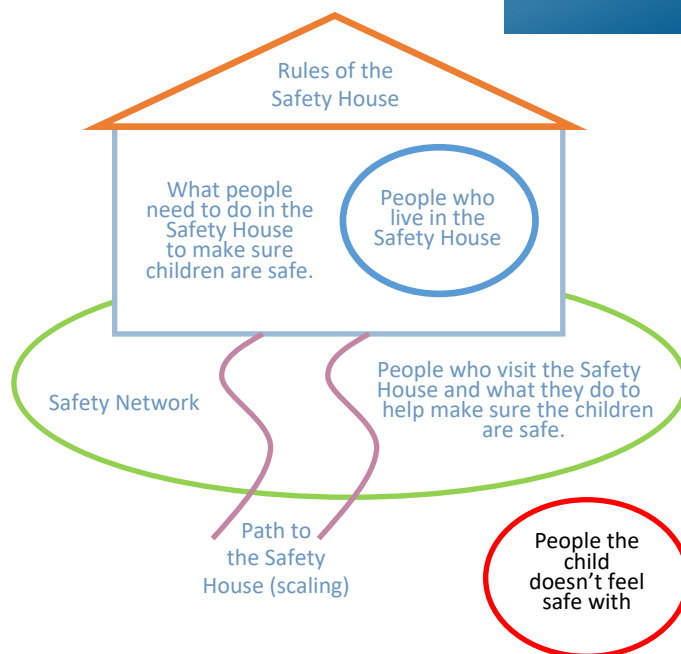 Rules of the
Safety House
What people
need to do in the
Safety House
to make sure
children are safe.
People who
live in the
Safety House
Safety Network
People who visit the Safety
House and what they do to
help make sure the children
are safe.
Path to
the Safety
House (scaling)
People the
child
doesn’t feel
safe with